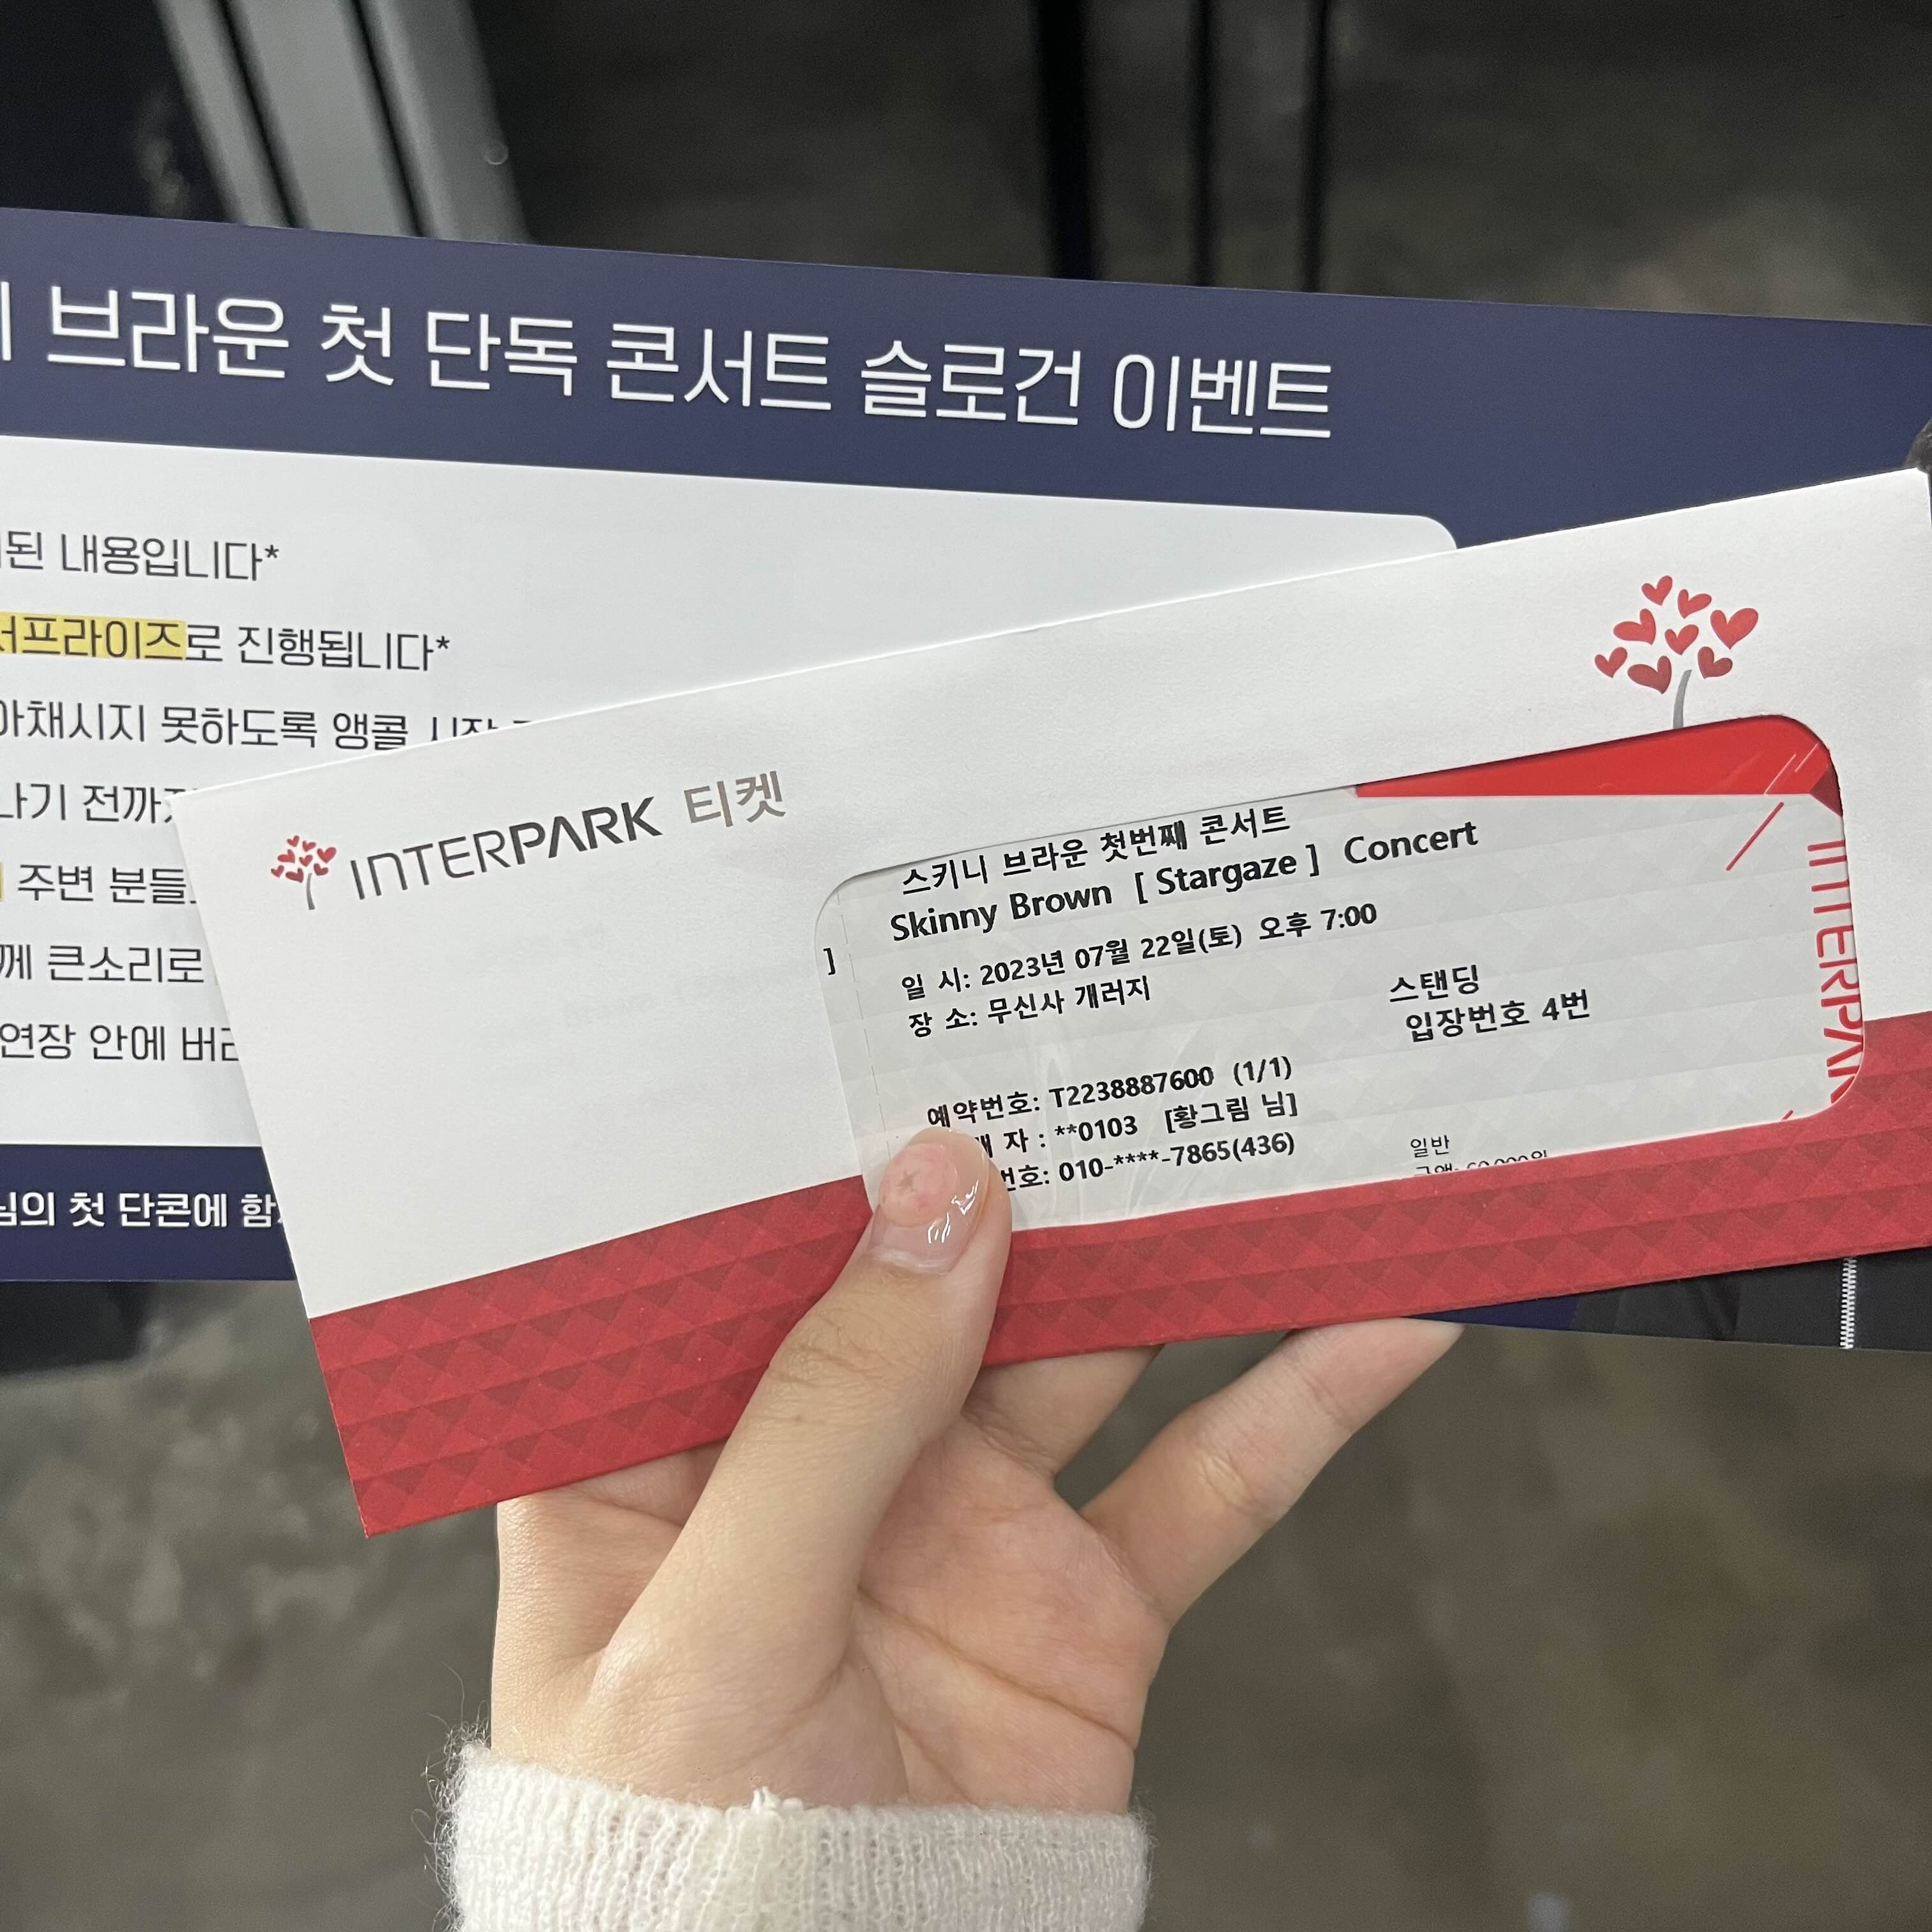 브라운 첫 단독 콘서트 슬로건 이벤트
된 내용입니다*
서프라이즈로 진행됩니다*
아채시지 못하도록 앵콜
나기 전까지
주변 분들
께 큰소리로
연장 안에
님의 첫 단콘에
INTERPARK 티켓
스키니 브라운 첫번째 콘서트
Skinny Brown [ Stargaze ] Concert
]
일 시: 2023년 07월 22일(토) 오후 7:00
장 소: 무신사 개러지
스탠딩
입장번호 4번
예약번호: T2238887600 (1/1)
자 : **0103 [황그림 님]
번호: 010-****-7865(436)
일반
INTERPARK